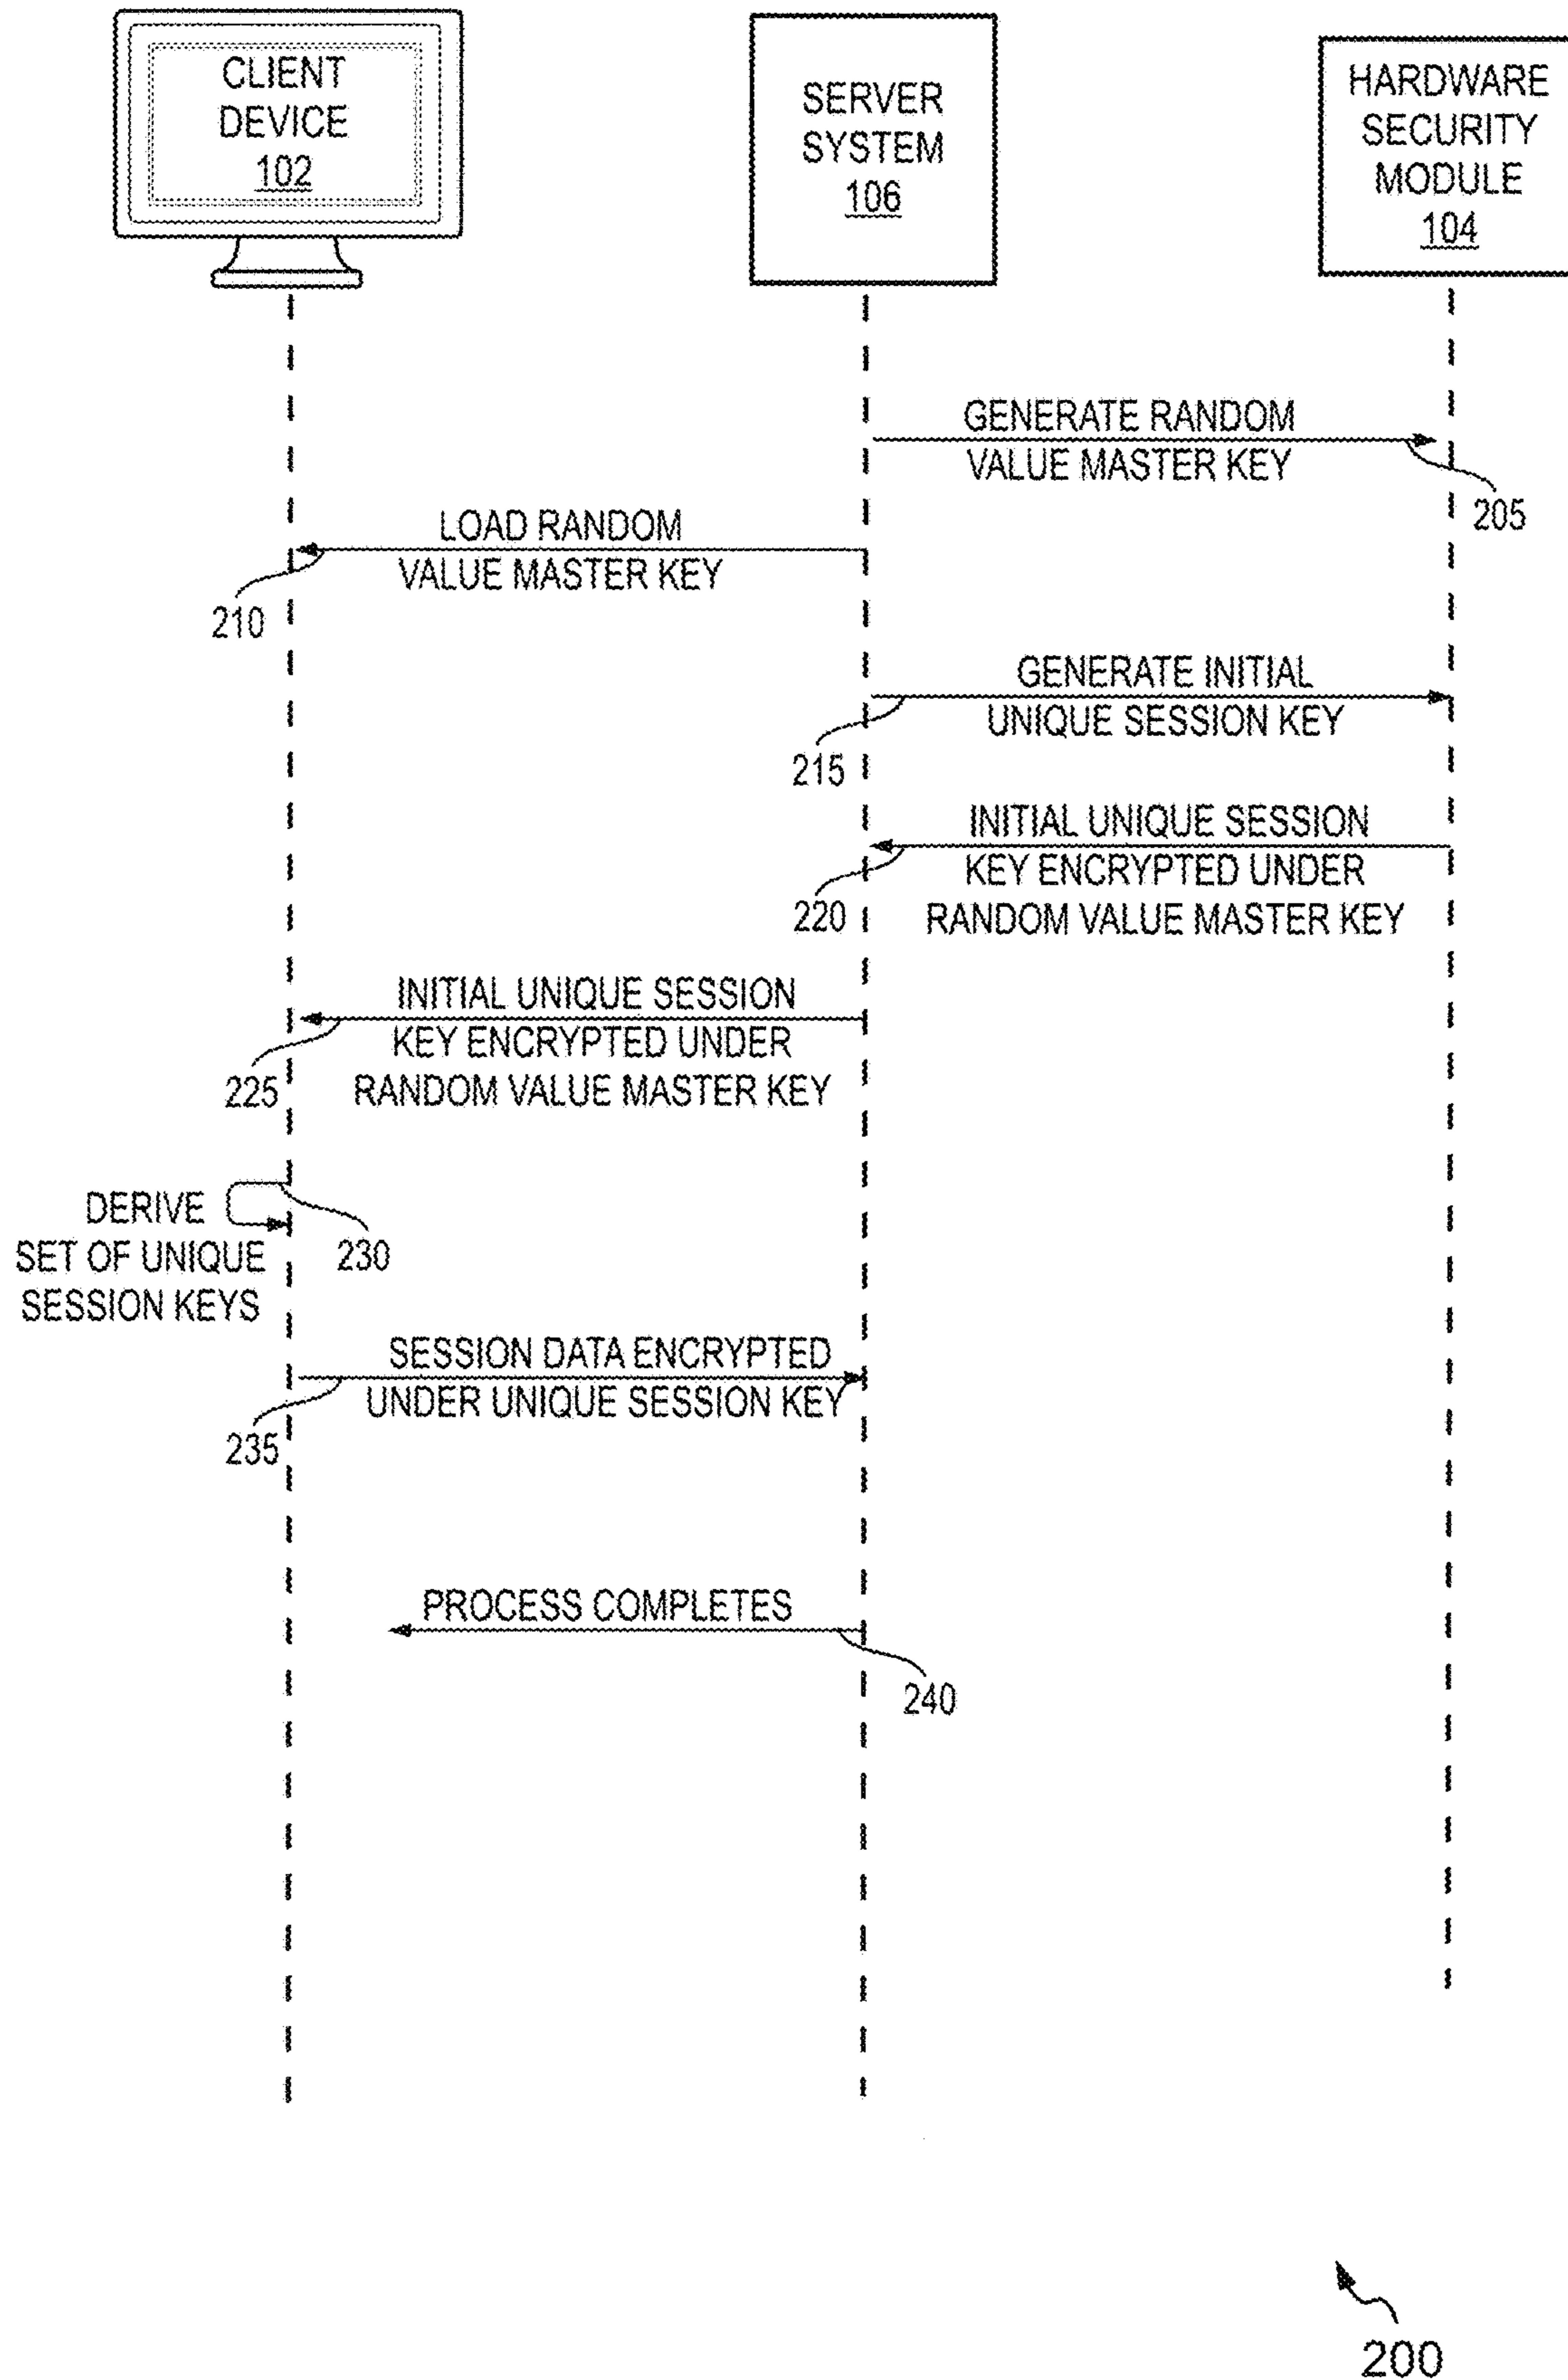 CLIENT
DEVICE
102
SERVER
SYSTEM
106
HARDWARE
SECURITY
MODULE
104
GENERATE RANDOM
VALUE MASTER KEY
205
LOAD RANDOM
VALUE MASTER KEY
210
GENERATE INITIAL
UNIQUE SESSION KEY
215
INITIAL UNIQUE SESSION
KEY ENCRYPTED UNDER
RANDOM VALUE MASTER KEY
220
INITIAL UNIQUE SESSION
KEY ENCRYPTED UNDER
RANDOM VALUE MASTER KEY
225
DERIVE
SET OF UNIQUE
SESSION KEYS
230
SESSION DATA ENCRYPTED
UNDER UNIQUE SESSION KEY
235
PROCESS COMPLETES
240
200